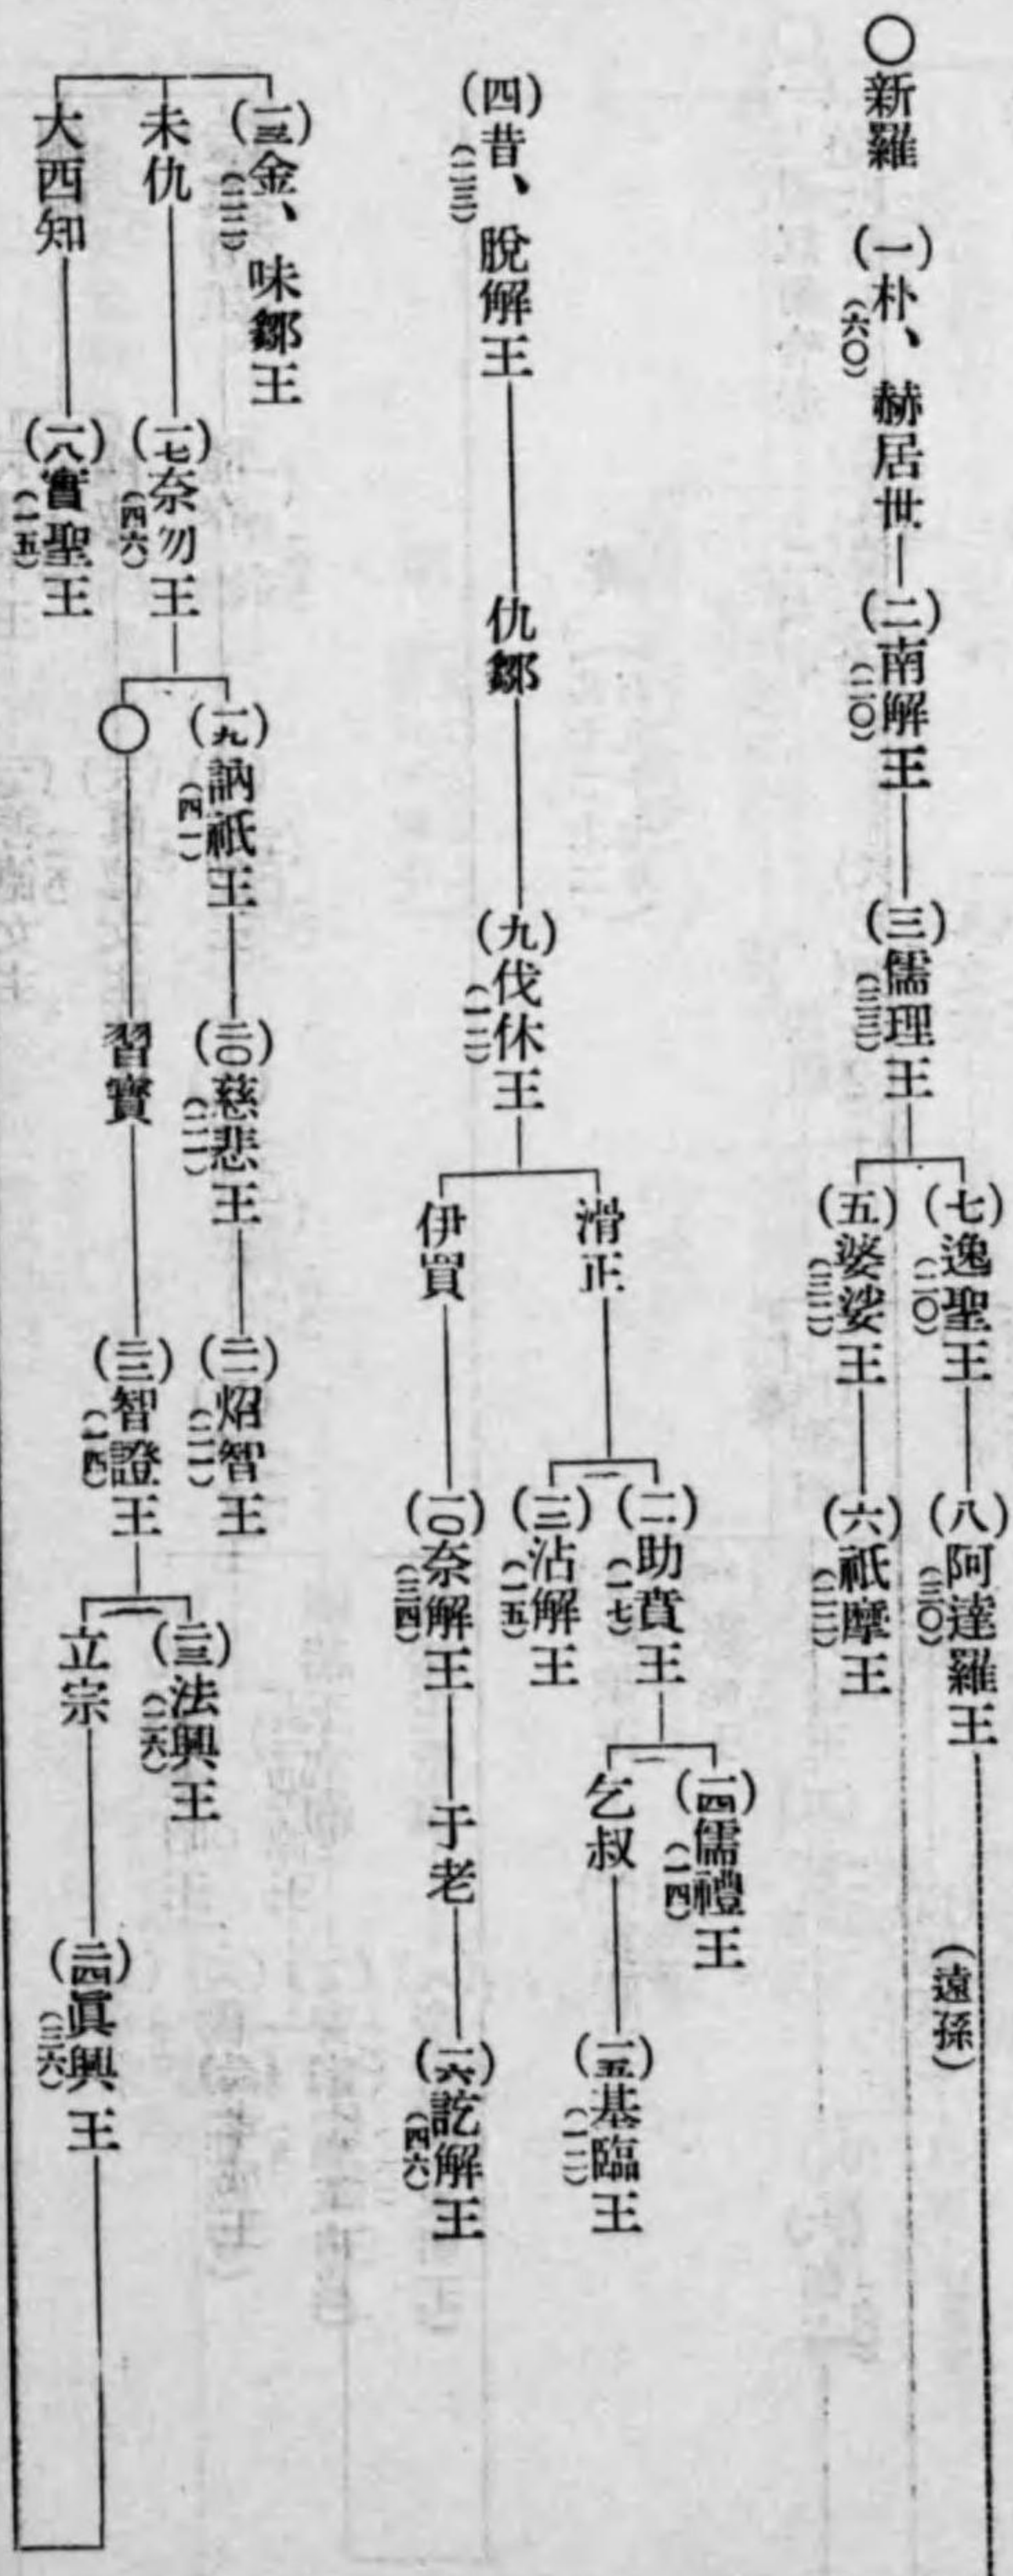 ○新羅
(一)朴、赫居世
(六〇)
(二)南解王
(二〇)
(三)儒理王
(三三)
(七)逸聖王
(二〇)
(八)阿達羅王
(三〇)
(遠孫)
(五)婆娑王
(三二)
(六)祇摩王
(二二)
(四)昔、脫解王
(二三)
仇鄒
(九)伐休王
(一二)
滑正
(一一)助賁王
(一七)
(一四)儒禮王
(一四)
乞叔
(一五)基臨王
(一二)
(一二)沾解王
(一五)
伊買
(一〇)奈解王
(三四)
于老
(一六)訖解王
(四六)
(一三)金、味鄒王
(二二)
未仇
(一七)奈勿王
(四六)
(一九)訥祇王
(四一)
(二〇)慈悲王
(二一)
(二一)炤智王
(二一)
○
習寶
(二二)智證王
(一四)
(二三)法興王
(二六)
立宗
(二四)眞興王
(三六)
大西知
(一八)實聖王
(一五)